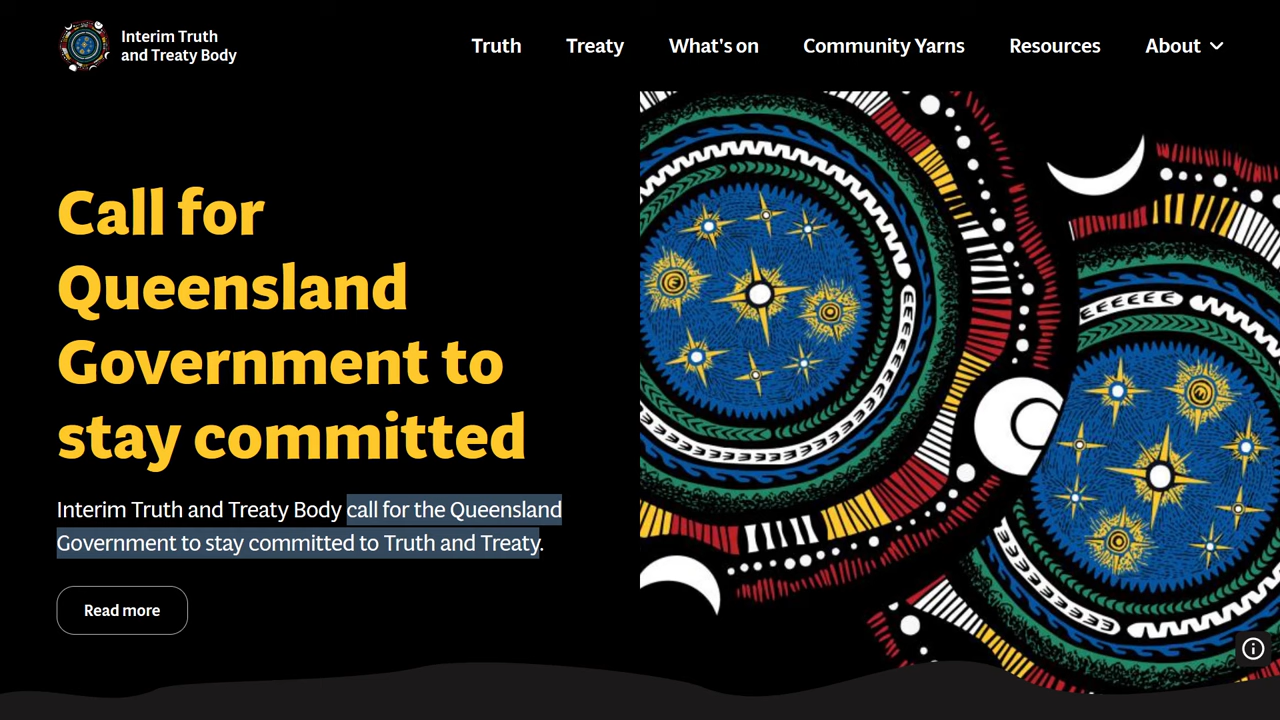 Interim Truth
and Treaty Body
Truth
Treaty
What's on
Community Yarns
Resources
About
Call for
Queensland
Government to
stay committed
Interim Truth and Treaty Body call for the Queensland
Government to stay committed to Truth and Treaty.
Read more